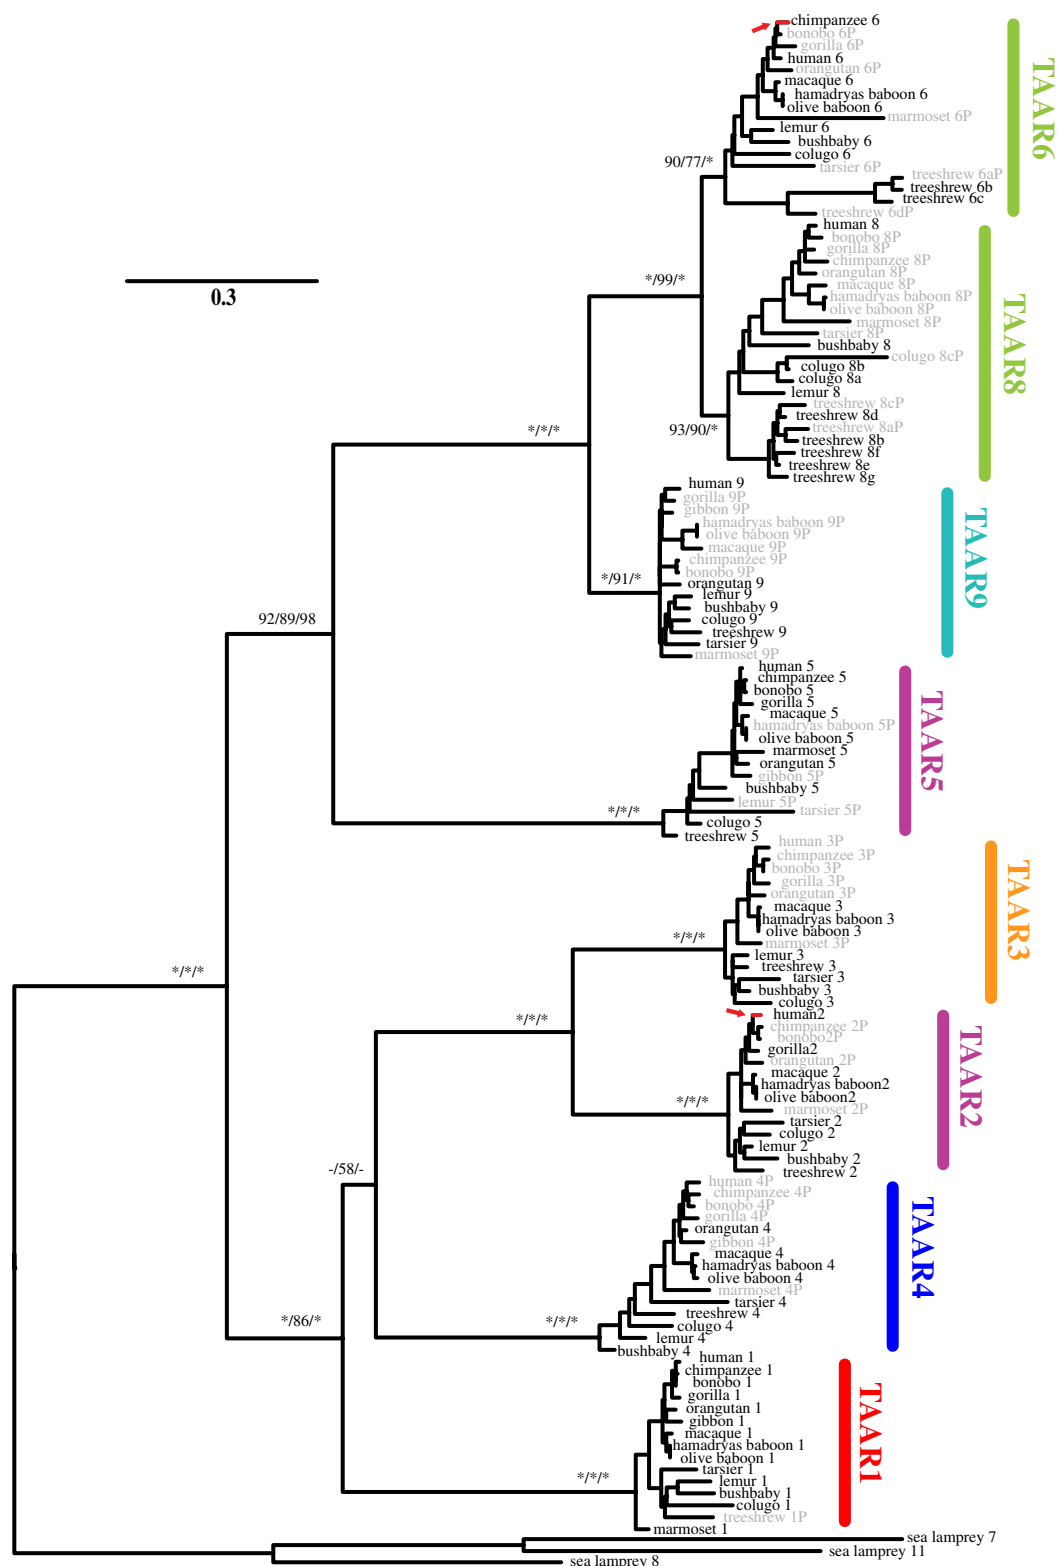 chimpanzee 6
bonobo 6P
gorilla 6P
human 6
orangutan 6P
macaque 6
hamadryas baboon 6
olive baboon 6
marmoset 6P
lemur 6
bushbaby 6
colugo 6
tarsier 6P
treeshrew 6aP
treeshrew 6b
treeshrew 6c
treeshrew 6dP
TAAR6
90/77/*
human 8
bonobo 8P
gorilla 8P
chimpanzee 8P
orangutan 8P
macaque 8P
hamadryas baboon 8P
olive baboon 8P
marmoset 8P
tarsier 8P
bushbaby 8
colugo 8cP
colugo 8b
colugo 8a
lemur 8
treeshrew 8cP
treeshrew 8d
treeshrew 8aP
treeshrew 8b
treeshrew 8f
treeshrew 8e
treeshrew 8g
TAAR8
*/99/*
0.3
93/90/*
*/*/*
human 9
gorilla 9P
gibbon 9P
hamadryas baboon 9P
olive baboon 9P
macaque 9P
chimpanzee 9P
bonobo 9P
orangutan 9
lemur 9
bushbaby 9
colugo 9
treeshrew 9
tarsier 9
marmoset 9P
TAAR9
*/91/*
92/89/98
human 5
chimpanzee 5
bonobo 5
gorilla 5
macaque 5
hamadryas baboon 5P
olive baboon 5
marmoset 5
orangutan 5
gibbon 5P
bushbaby 5
lemur 5P
tarsier 5P
colugo 5
treeshrew 5
TAAR5
*/*/*
human 3P
chimpanzee 3P
bonobo 3P
gorilla 3P
orangutan 3P
macaque 3
hamadryas baboon 3
olive baboon 3
marmoset 3P
lemur 3
treeshrew 3
tarsier 3
bushbaby 3
colugo 3
TAAR3
*/*/*
*/*/*
*/*/*
human2
chimpanzee 2P
bonobo2P
gorilla2
orangutan 2P
macaque 2
hamadryas baboon2
olive baboon2
marmoset 2P
tarsier 2
colugo 2
lemur 2
bushbaby 2
treeshrew 2
TAAR2
*/*/*
-/58/-
human 4P
chimpanzee 4P
bonobo 4P
gorilla 4P
orangutan 4
gibbon 4P
macaque 4
hamadryas baboon 4
olive baboon 4
marmoset 4P
tarsier 4
treeshrew 4
colugo 4
lemur 4
bushbaby 4
TAAR4
*/86/*
*/*/*
human 1
chimpanzee 1
bonobo 1
gorilla 1
orangutan 1
gibbon 1
macaque 1
hamadryas baboon 1
olive baboon 1
tarsier 1
lemur 1
bushbaby 1
colugo 1
treeshrew 1P
marmoset 1
TAAR1
*/*/*
sea lamprey 7
sea lamprey 11
sea lamprey 8